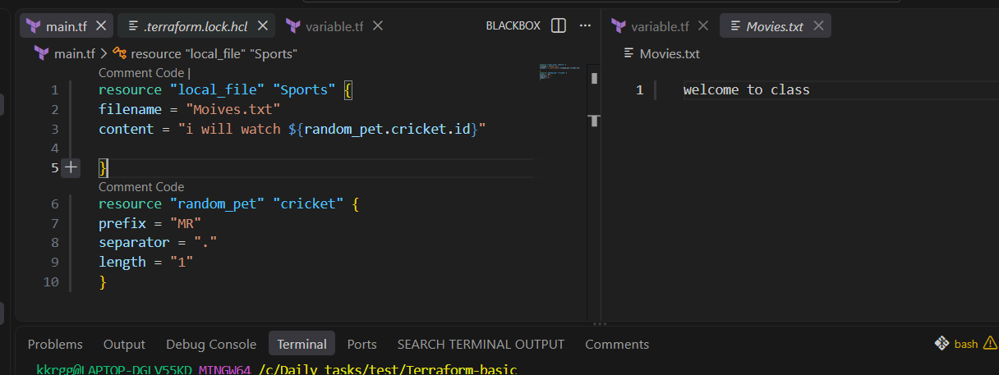 main.tf
.terraform.lock.hcl
variable.tf
BLACKBOX
variable.tf
Movies.txt
main.tf > resource "local_file" "Sports"
Movies.txt
Comment Code |
1 resource "local_file" "Sports" {
2 filename = "Moives.txt"
3 content = "i will watch ${random_pet.cricket.id}"
4
5 }
Comment Code
6 resource "random_pet" "cricket" {
7 prefix = "MR"
8 separator = "."
9 length = "1"
10 }
1 welcome to class
Problems Output Debug Console Terminal Ports SEARCH TERMINAL OUTPUT Comments
bash
kkrgg@LAPTOP-DGLV55KD MINGW64 /c/Daily tasks/test/Terraform-basic